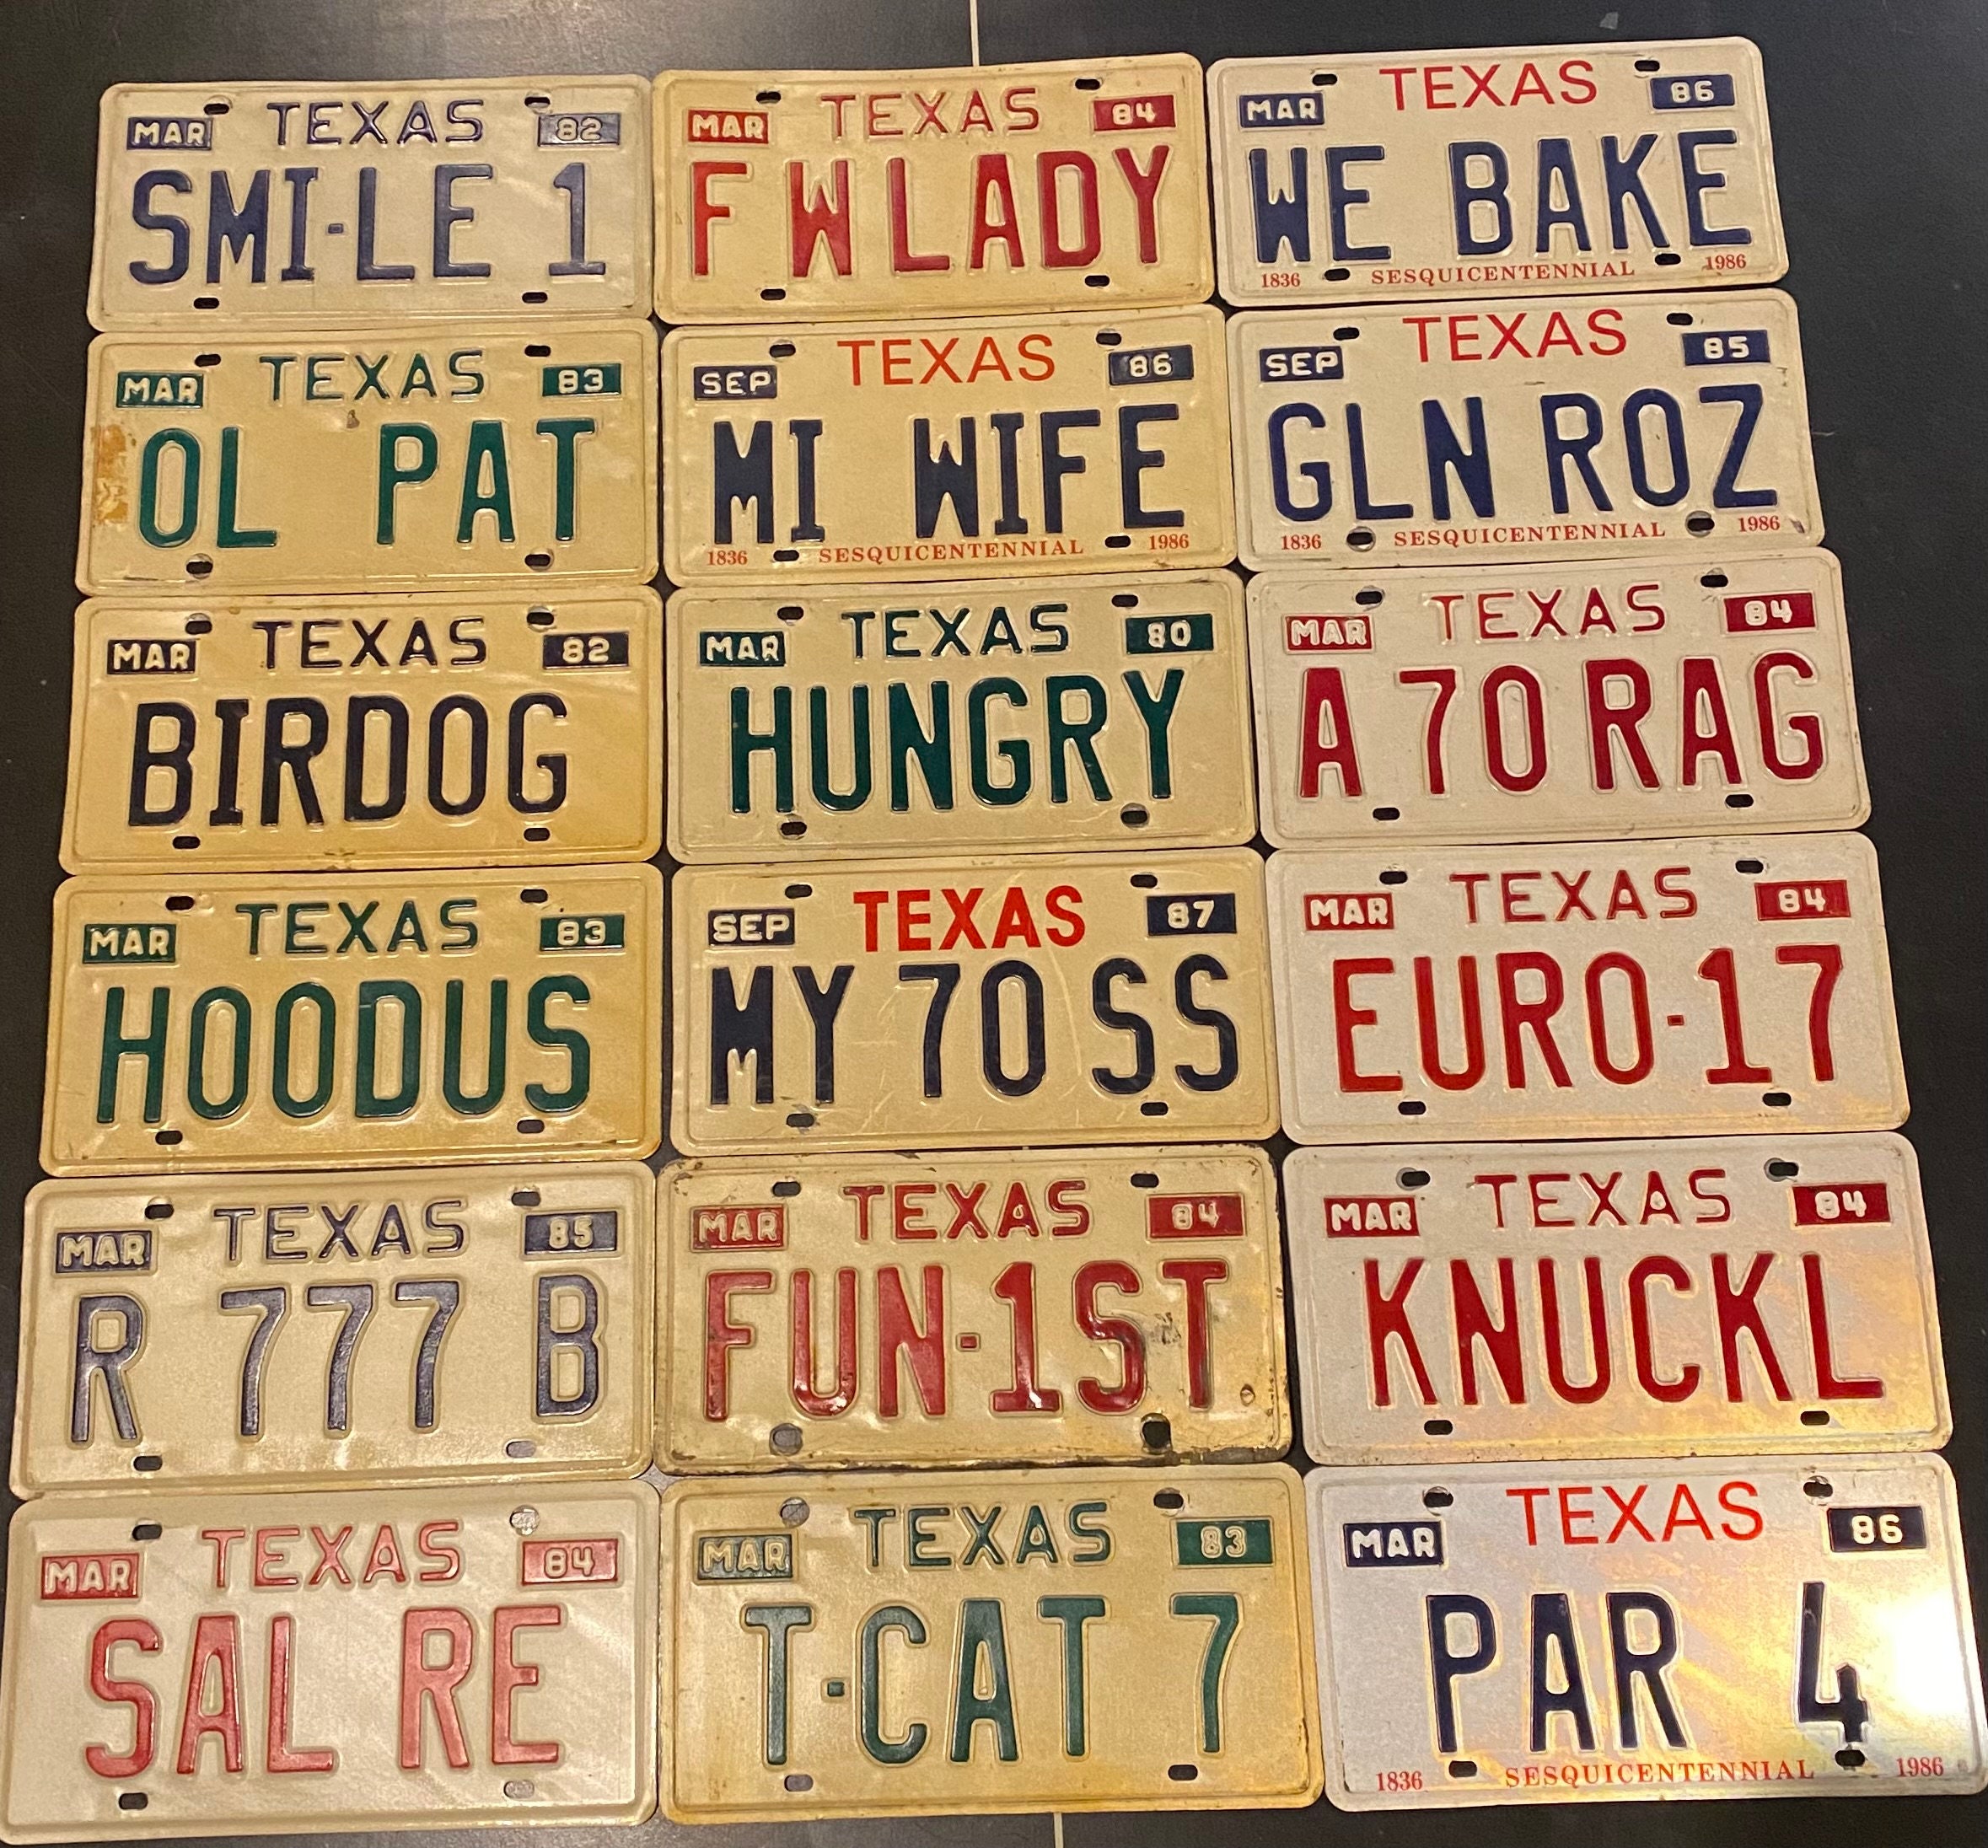 MAR TEXAS 82
SMI-LE 1
MAR TEXAS 84
F W LADY
MAR TEXAS 86
WE BAKE
1836 SESQUICENTENNIAL 1986
MAR TEXAS 83
OL PAT
SEP TEXAS 86
MI WIFE
1836 SESQUICENTENNIAL 1986
SEP TEXAS 85
GLN ROZ
1836 SESQUICENTENNIAL 1986
MAR TEXAS 82
BIRDOG
MAR TEXAS 80
HUNGRY
MAR TEXAS 84
A 70 RAG
MAR TEXAS 83
HOODUS
SEP TEXAS 87
MY 70 SS
MAR TEXAS 84
EURO-17
MAR TEXAS 85
R 777 B
MAR TEXAS 84
FUN-1ST
MAR TEXAS 84
KNUCKL
MAR TEXAS 84
SAL RE
MAR TEXAS 83
T-CAT 7
MAR TEXAS 86
PAR 4
1836 SESQUICENTENNIAL 1986